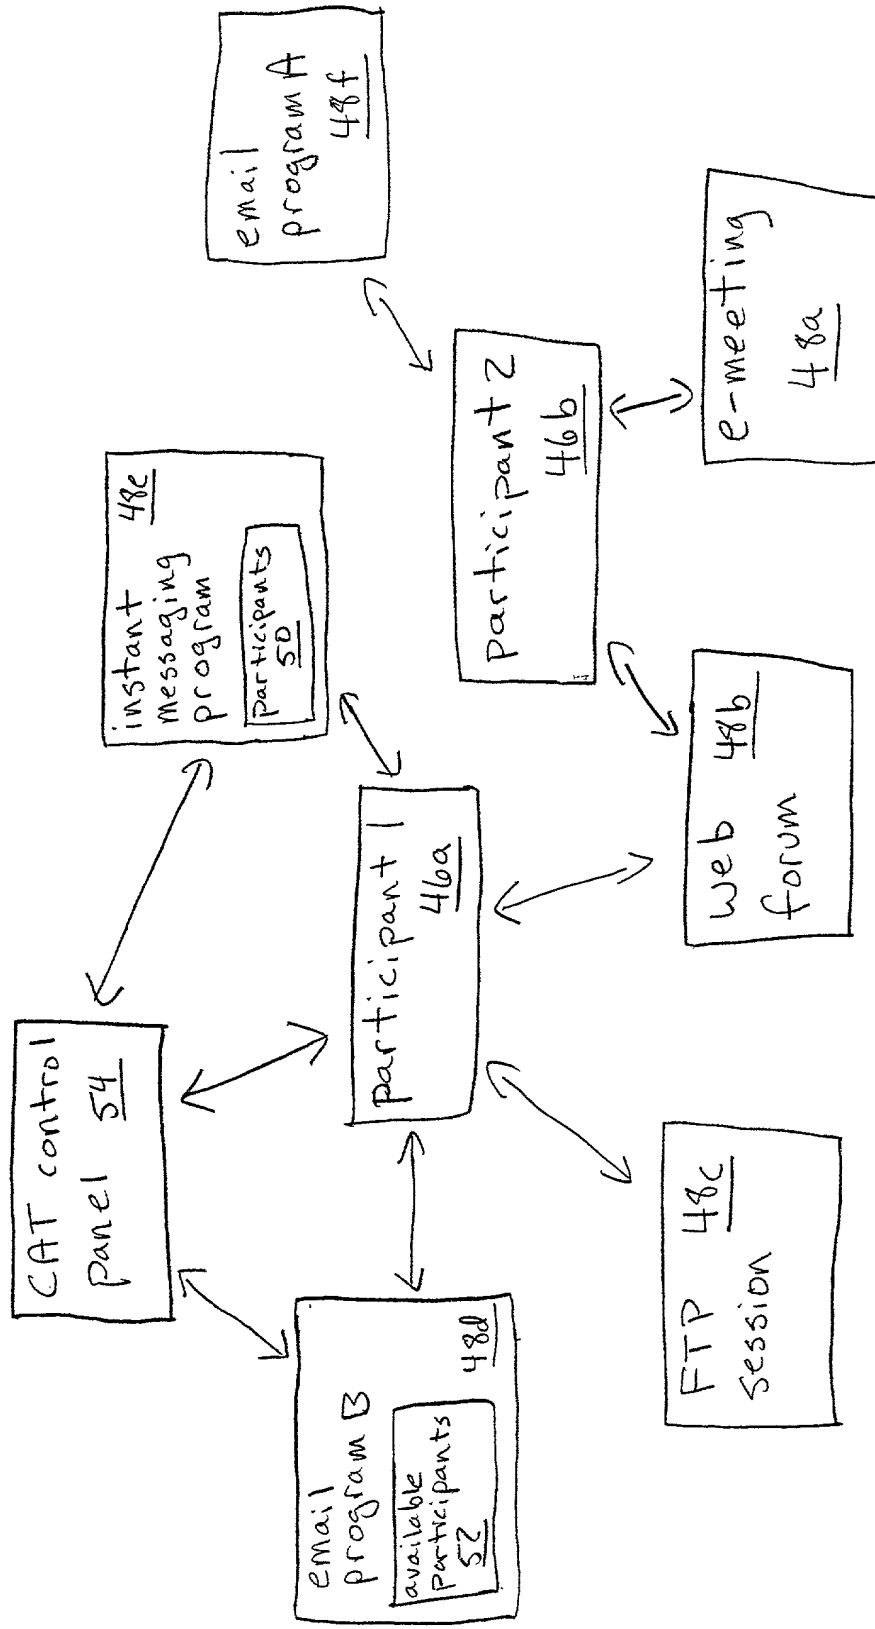 CAT control
panel 54
instant 48e
messaging
program
participants
50
email
program A
48f
email
program B
available
participants
52
48d
participant 1
46a
participant 2
46b
FTP 48c
session
Web 48b
forum
e-meeting
48a